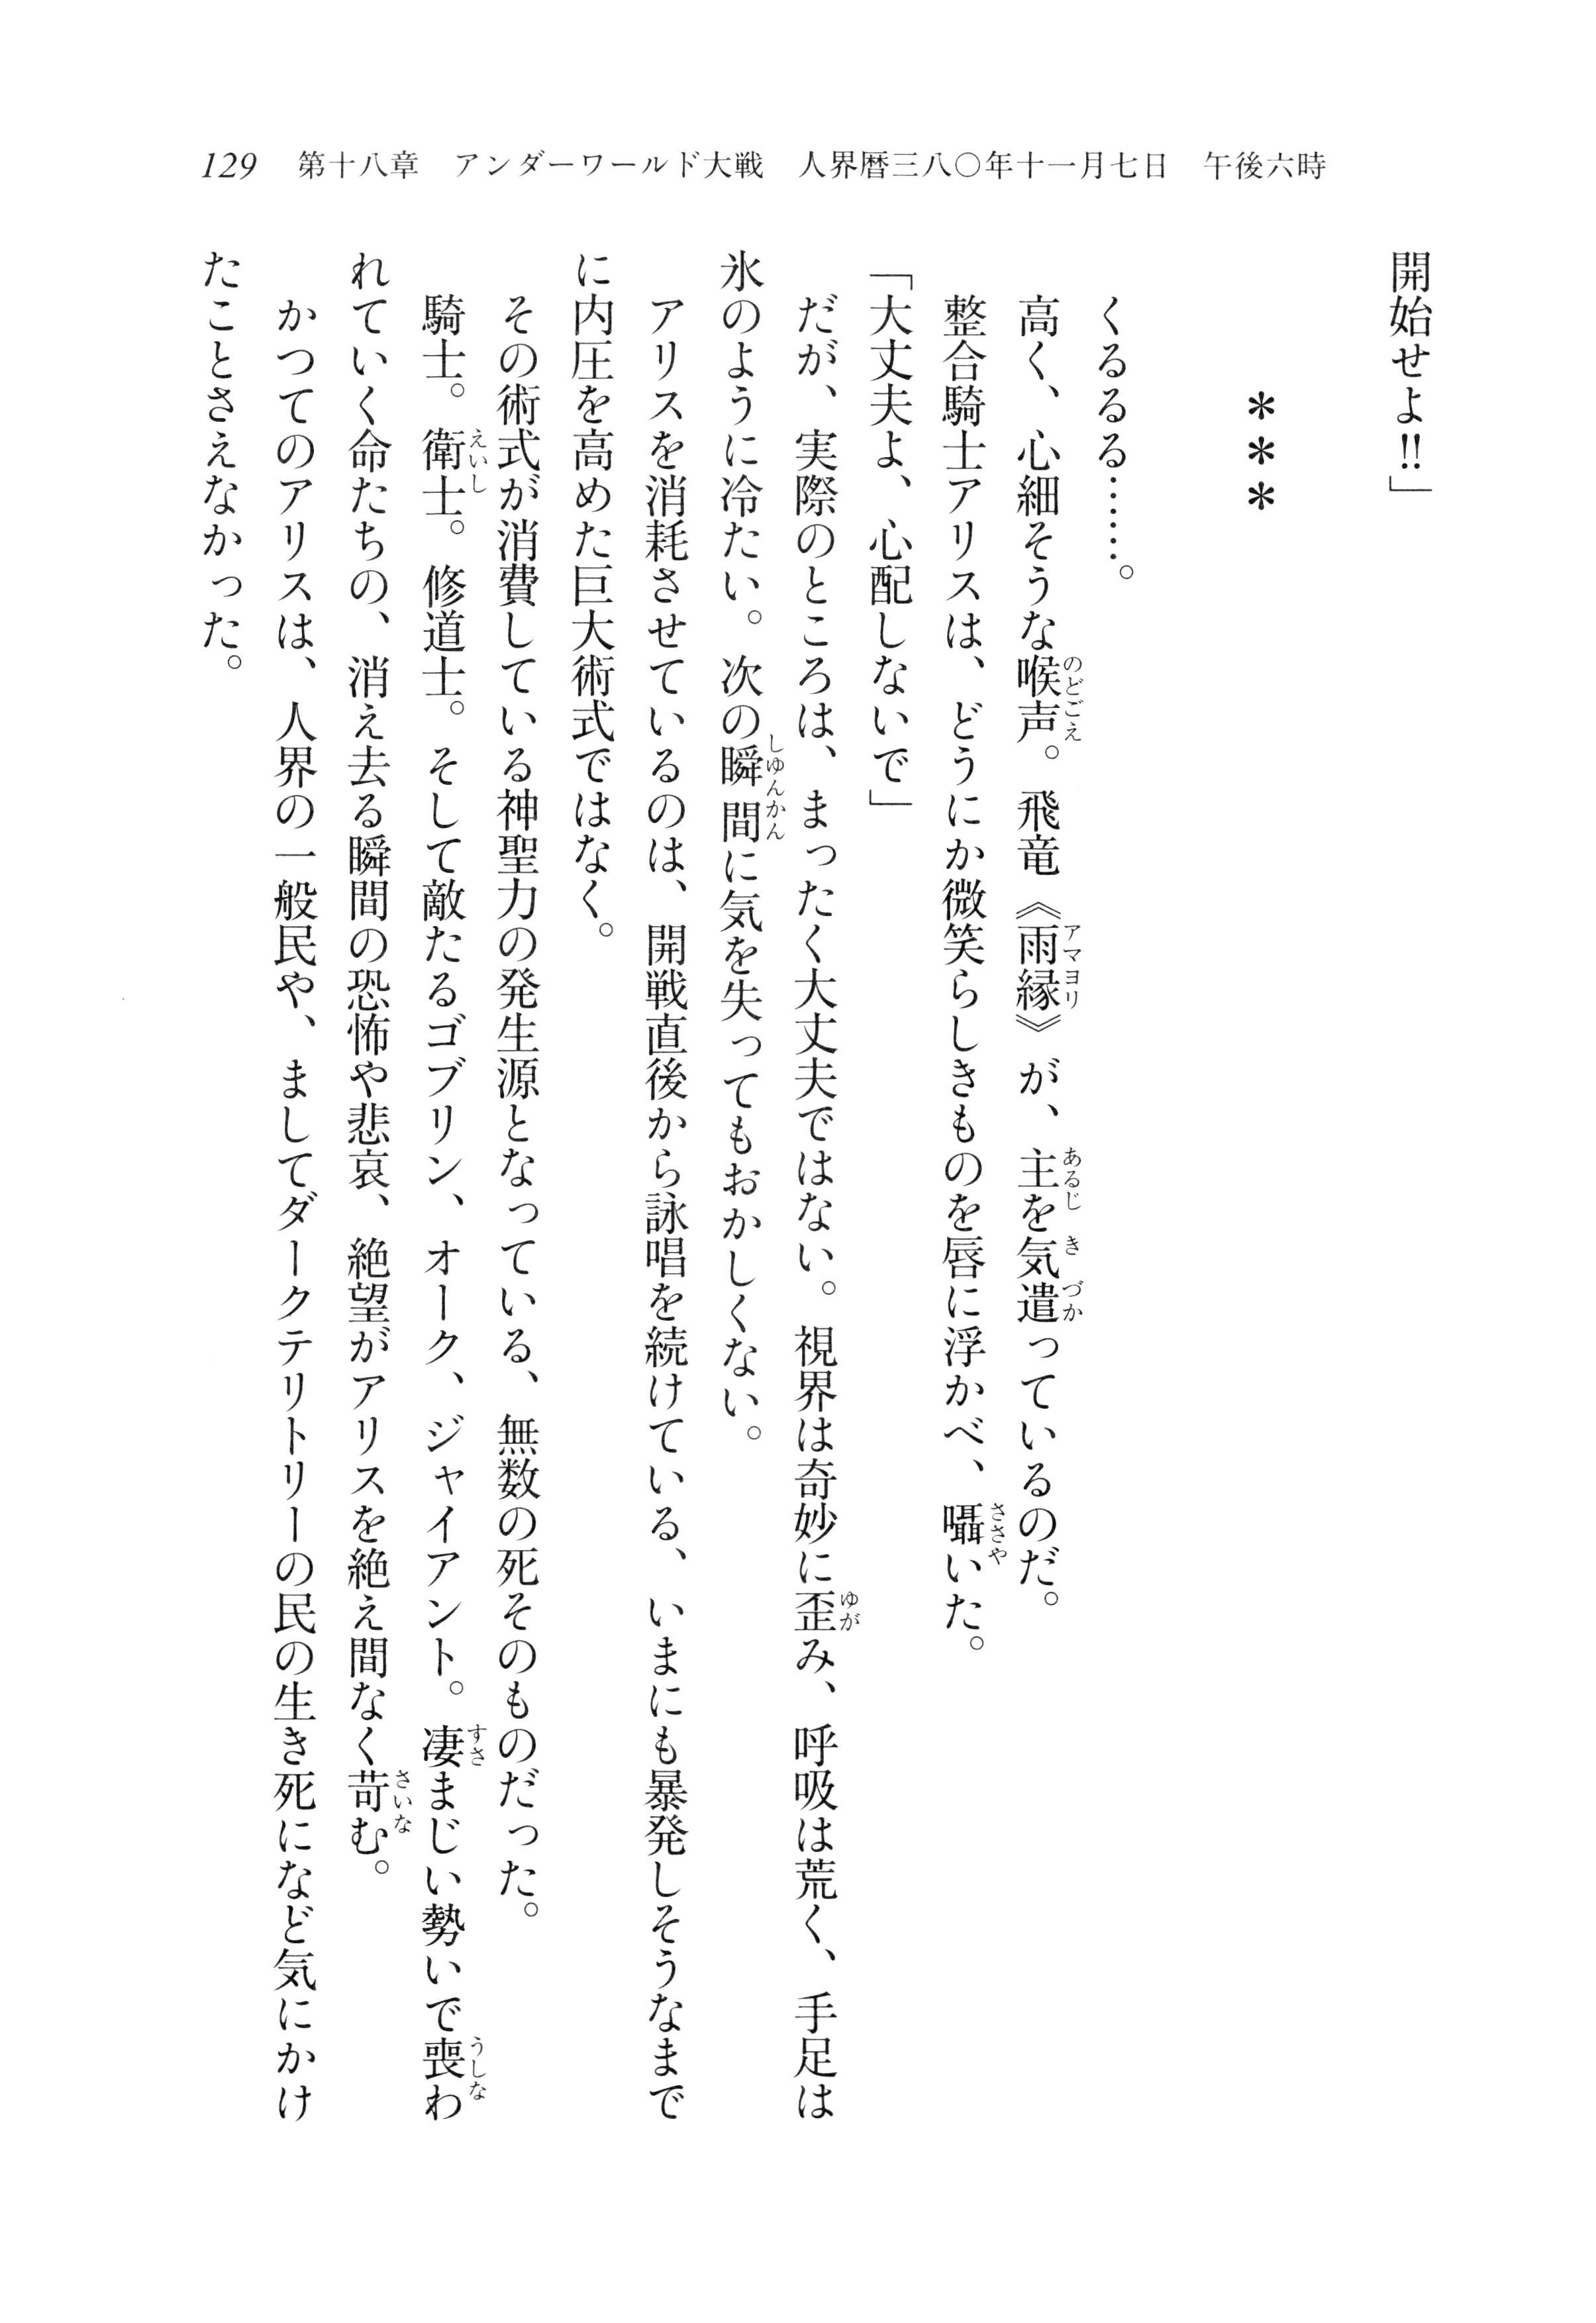 129 第十八章 アンダーワールド大戦 人界暦三八〇年十一月七日 午後六時
開始せよ!!」
＊＊＊
くるるる……。
高く、心細そうな喉声。飛竜《雨縁》が、主を気遣っているのだ。
整合騎士アリスは、どうにか微笑らしきものを唇に浮かべ、囁いた。
「大丈夫よ、心配しないで」
だが、実際のところは、まったく大丈夫ではない。視界は奇妙に歪み、呼吸は荒く、手足は
氷のように冷たい。次の瞬間に気を失ってもおかしくない。
アリスを消耗させているのは、開戦直後から詠唱を続けている、いまにも暴発しそうなまで
に内圧を高めた巨大術式ではなく。
その術式が消費している神聖力の発生源となっている、無数の死そのものだった。
騎士。衛士。修道士。そして敵たるゴブリン、オーク、ジャイアント。凄まじい勢いで喪わ
れていく命たちの、消え去る瞬間の恐怖や悲哀、絶望がアリスを絶え間なく苛む。
かつてのアリスは、人界の一般民や、ましてダークテリトリーの民の生き死になど気にかけ
たことさえなかった。